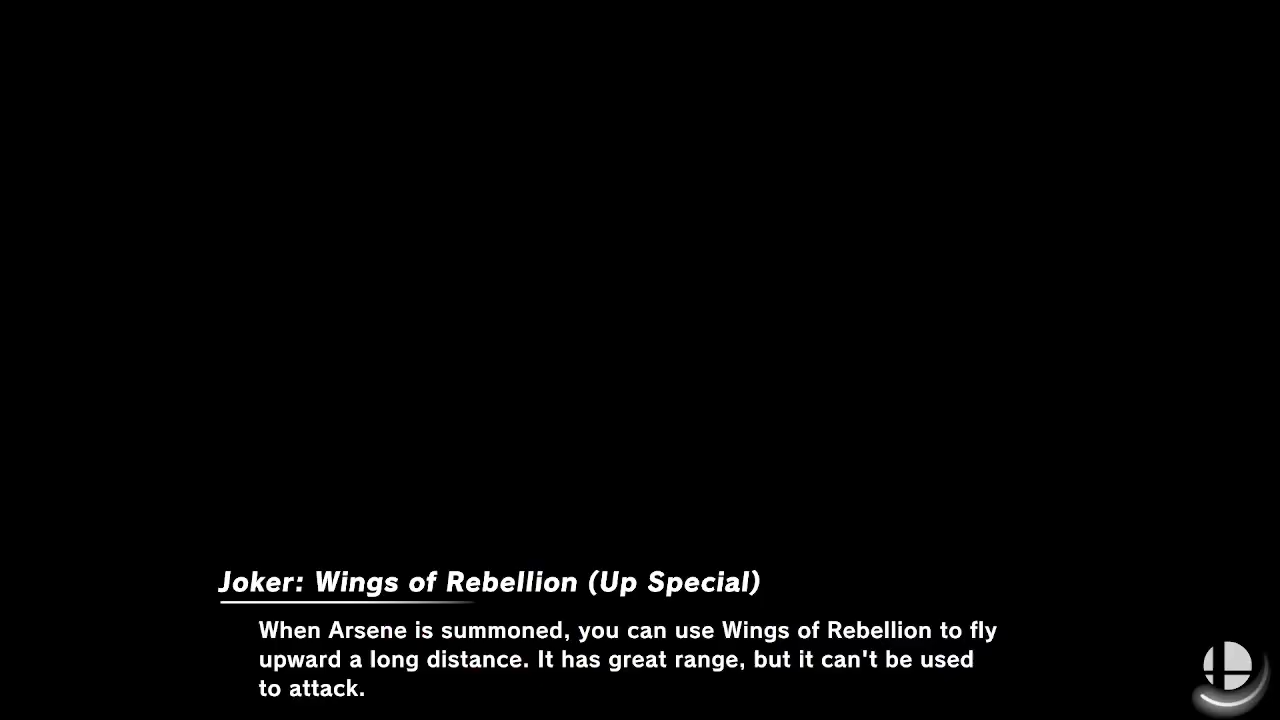 Joker: Wings of Rebellion (Up Special)
When Arsene is summoned, you can use Wings of Rebellion to fly
upward a long distance. It has great range, but it can't be used
to attack.